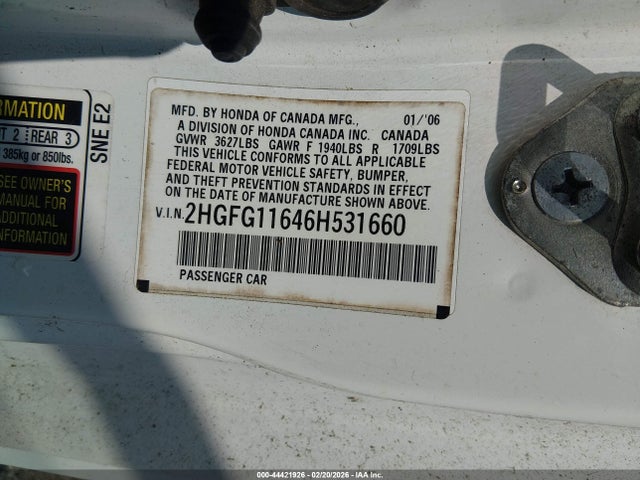 RMATION
T 2 REAR 3
385kg or 850lbs.
SEE OWNER'S
MANUAL FOR
ADDITIONAL
INFORMATION
SNE E2
MFD. BY HONDA OF CANADA MFG., 01/'06
A DIVISION OF HONDA CANADA INC. CANADA
GVWR 3627LBS GAWR F 1940LBS R 1709LBS
THIS VEHICLE CONFORMS TO ALL APPLICABLE
FEDERAL MOTOR VEHICLE SAFETY, BUMPER,
AND THEFT PREVENTION STANDARDS IN EFFECT
ON THE DATE OF MANUFACTURE SHOWN ABOVE.
V.I.N. 2HGFG11646H531660
PASSENGER CAR
000-44421926 - 02/20/2026 - IAAI.COM